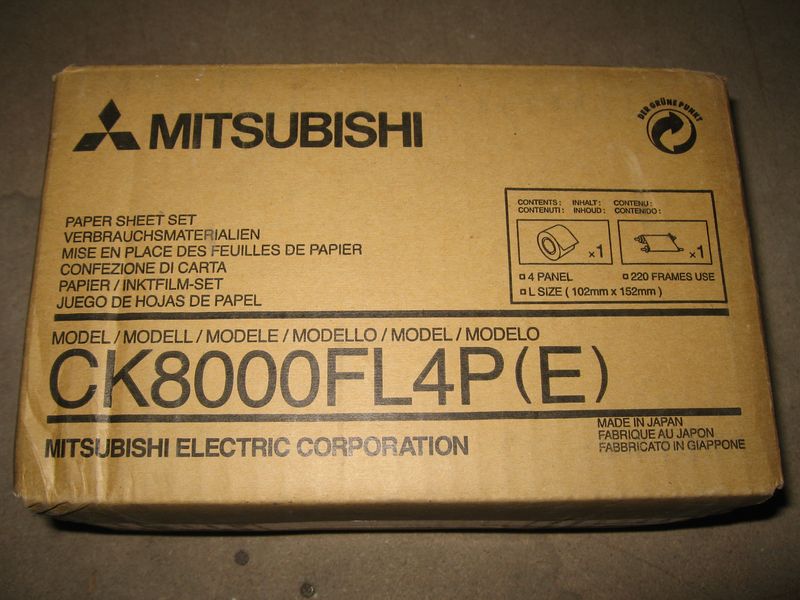 MITSUBISHI
DER GRÜNE PUNKT
PAPER SHEET SET
VERBRAUCHSMATERIALIEN
MISE EN PLACE DES FEUILLES DE PAPIER
CONFEZIONE DI CARTA
PAPIER / INKTFILM-SET
JUEGO DE HOJAS DE PAPEL
CONTENTS : INHALT : CONTENU :
CONTENUTI : INHOUD : CONTENIDO :
×1 ×1
4 PANEL 220 FRAMES USE
L SIZE ( 102mm x 152mm )
MODEL / MODELL / MODELE / MODELLO / MODEL / MODELO
CK8000FL4P(E)
MITSUBISHI ELECTRIC CORPORATION
MADE IN JAPAN
FABRIQUE AU JAPON
FABBRICATO IN GIAPPONE